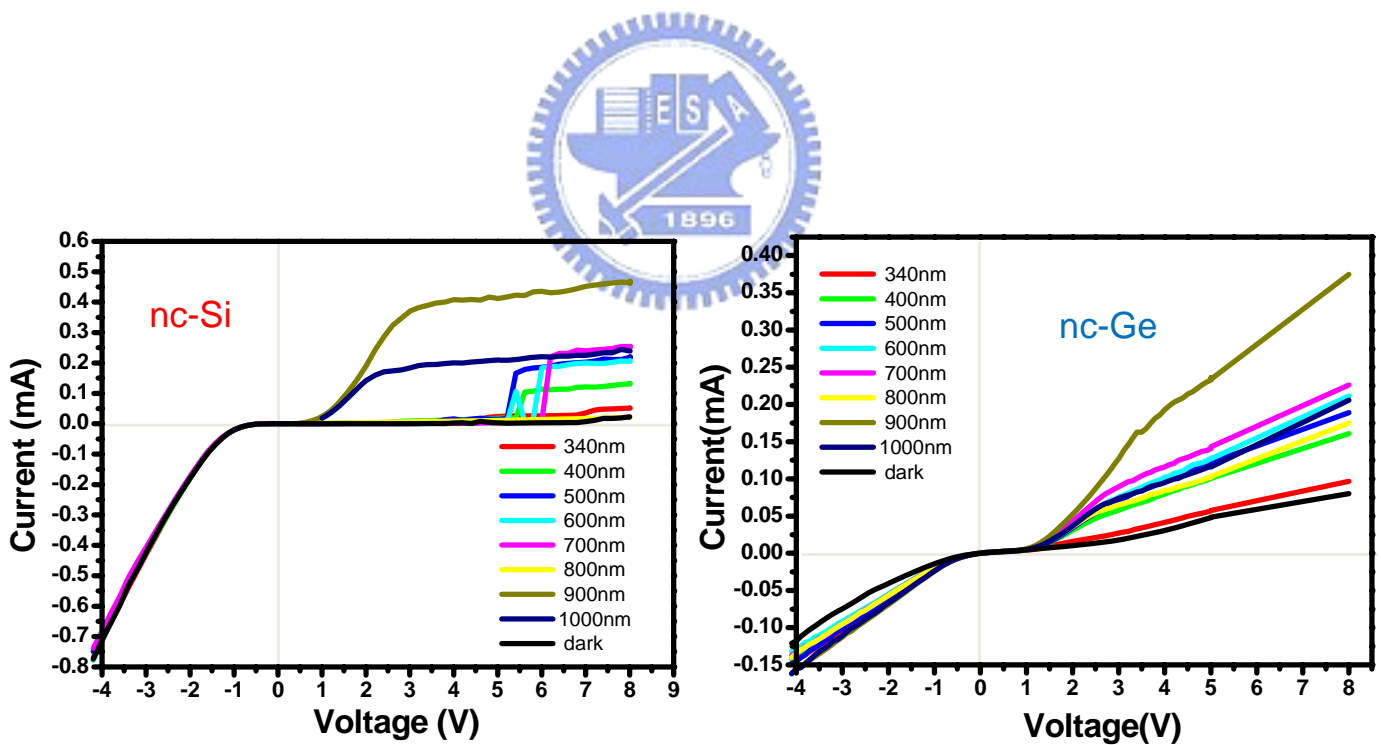 E S A
1896
nc-Si
0.6
0.5
0.4
0.3
0.2
0.1
0.0
-0.1
-0.2
-0.3
-0.4
-0.5
-0.6
-0.7
-0.8
Current (mA)
340nm
400nm
500nm
600nm
700nm
800nm
900nm
1000nm
dark
-4 -3 -2 -1 0 1 2 3 4 5 6 7 8 9
Voltage (V)
nc-Ge
0.40
0.35
0.30
0.25
0.20
0.15
0.10
0.05
0.00
-0.05
-0.10
-0.15
Current(mA)
340nm
400nm
500nm
600nm
700nm
800nm
900nm
1000nm
dark
-4 -3 -2 -1 0 1 2 3 4 5 6 7 8
Voltage(V)